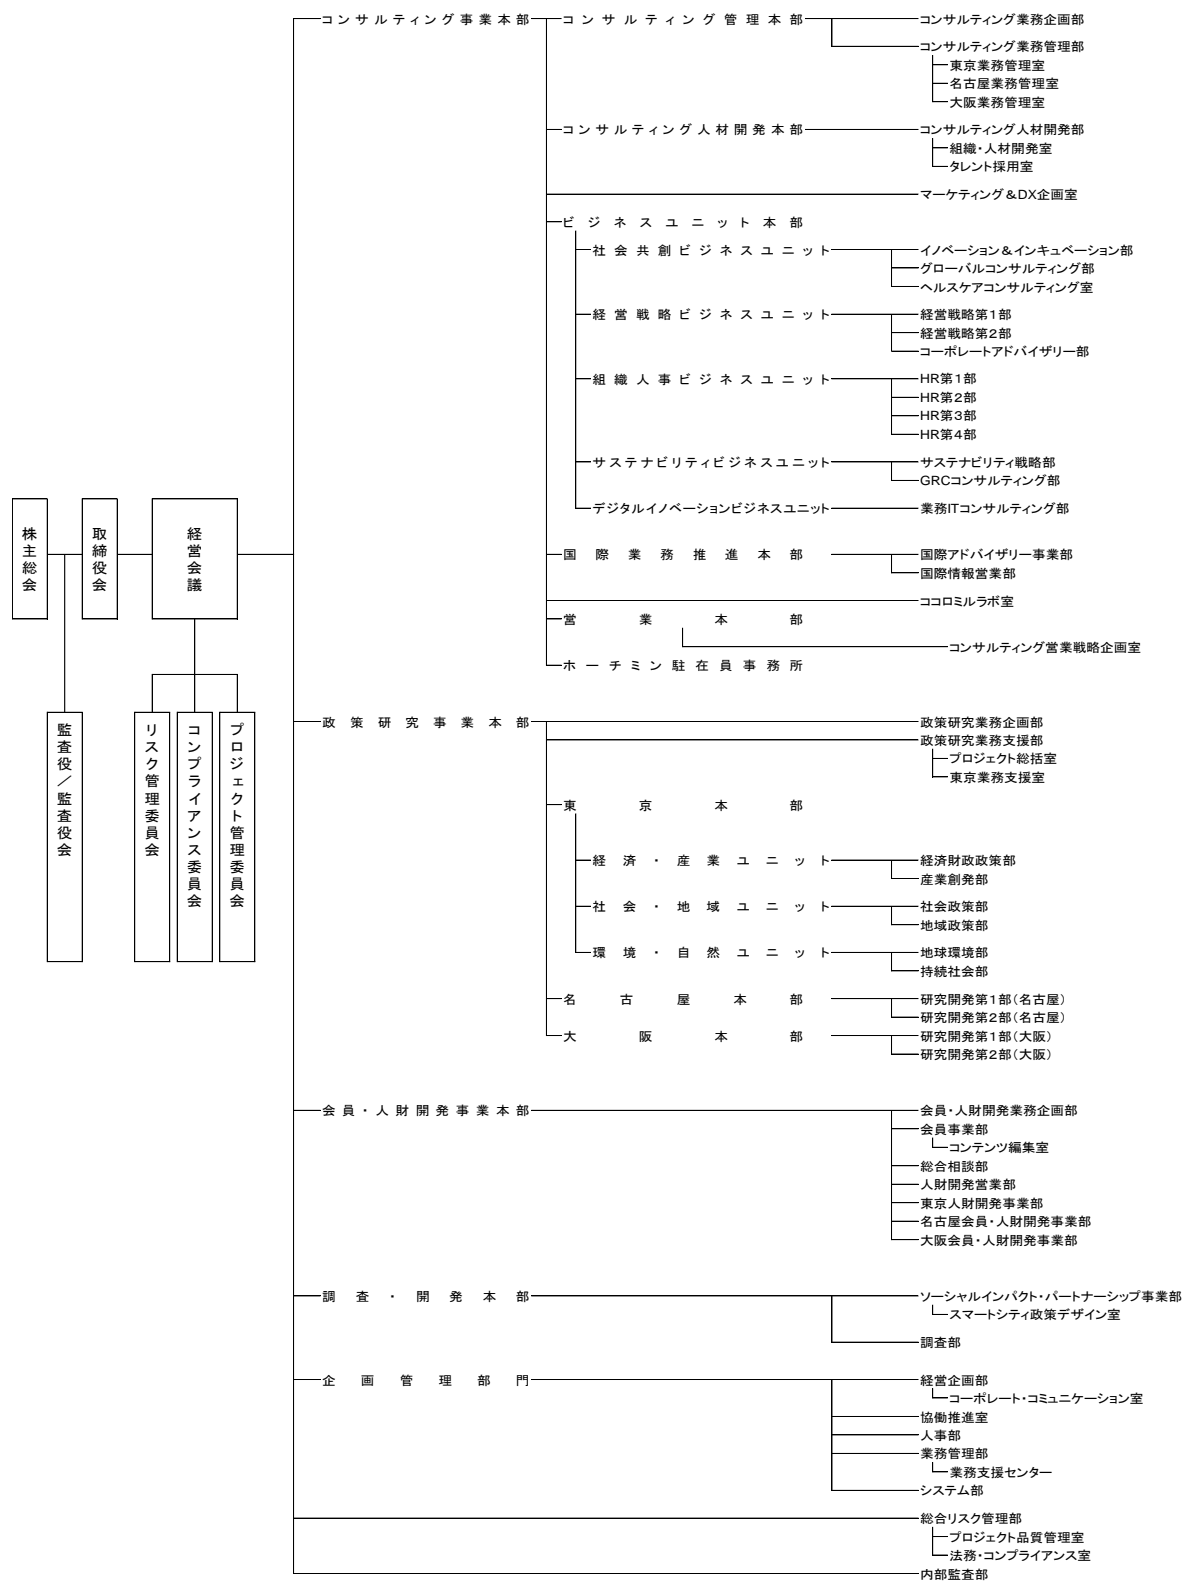 株主総会
取締役会
経営会議
監査役／監査役会
リスク管理委員会
コンプライアンス委員会
プロジェクト管理委員会
コンサルティング事業本部
コンサルティング管理本部
コンサルティング業務企画部
コンサルティング業務管理部
東京業務管理室
名古屋業務管理室
大阪業務管理室
コンサルティング人材開発本部
コンサルティング人材開発部
組織・人材開発室
タレント採用室
マーケティング＆DX企画室
ビジネスユニット本部
社会共創ビジネスユニット
イノベーション＆インキュベーション部
グローバルコンサルティング部
ヘルスケアコンサルティング室
経営戦略ビジネスユニット
経営戦略第1部
経営戦略第2部
コーポレートアドバイザリー部
組織人事ビジネスユニット
HR第1部
HR第2部
HR第3部
HR第4部
サステナビリティビジネスユニット
サステナビリティ戦略部
GRCコンサルティング部
デジタルイノベーションビジネスユニット
業務ITコンサルティング部
国際業務推進本部
国際アドバイザリー事業部
国際情報営業部
ココロミルラボ室
営業本部
コンサルティング営業戦略企画室
ホーチミン駐在員事務所
政策研究事業本部
政策研究業務企画部
政策研究業務支援部
プロジェクト総括室
東京業務支援室
東京本部
経済・産業ユニット
経済財政政策部
産業創発部
社会・地域ユニット
社会政策部
地域政策部
環境・自然ユニット
地球環境部
持続社会部
名古屋本部
研究開発第1部（名古屋）
研究開発第2部（名古屋）
大阪本部
研究開発第1部（大阪）
研究開発第2部（大阪）
会員・人財開発事業本部
会員・人財開発業務企画部
会員事業部
コンテンツ編集室
総合相談部
人財開発営業部
東京人財開発事業部
名古屋会員・人財開発事業部
大阪会員・人財開発事業部
調査・開発本部
ソーシャルインパクト・パートナーシップ事業部
スマートシティ政策デザイン室
調査部
企画管理部門
経営企画部
コーポレート・コミュニケーション室
協働推進室
人事部
業務管理部
業務支援センター
システム部
総合リスク管理部
プロジェクト品質管理室
法務・コンプライアンス室
内部監査部